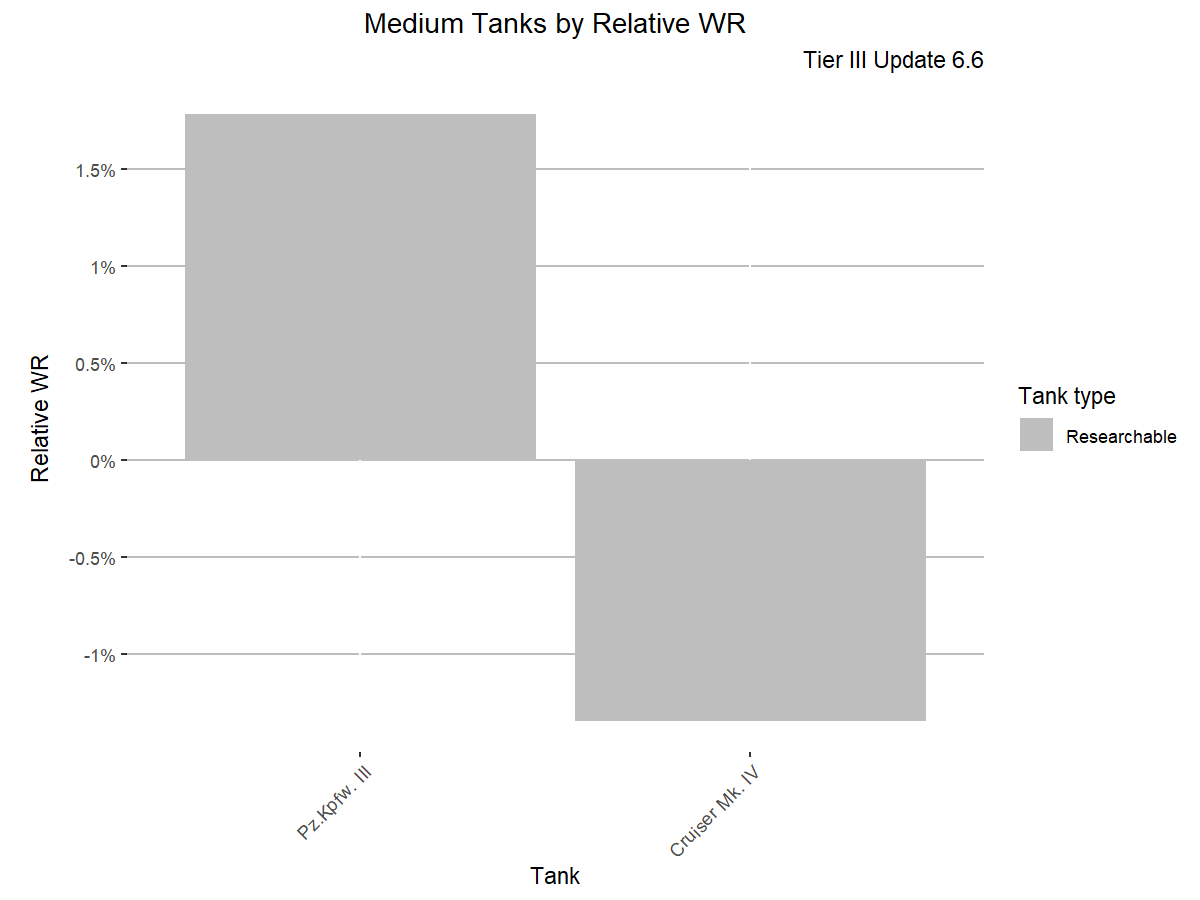 Medium Tanks by Relative WR
Tier III Update 6.6
1.5%
1%
0.5%
0%
-0.5%
-1%
Relative WR
Pz.Kpfw. III
Cruiser Mk. IV
Tank
Tank type
Researchable